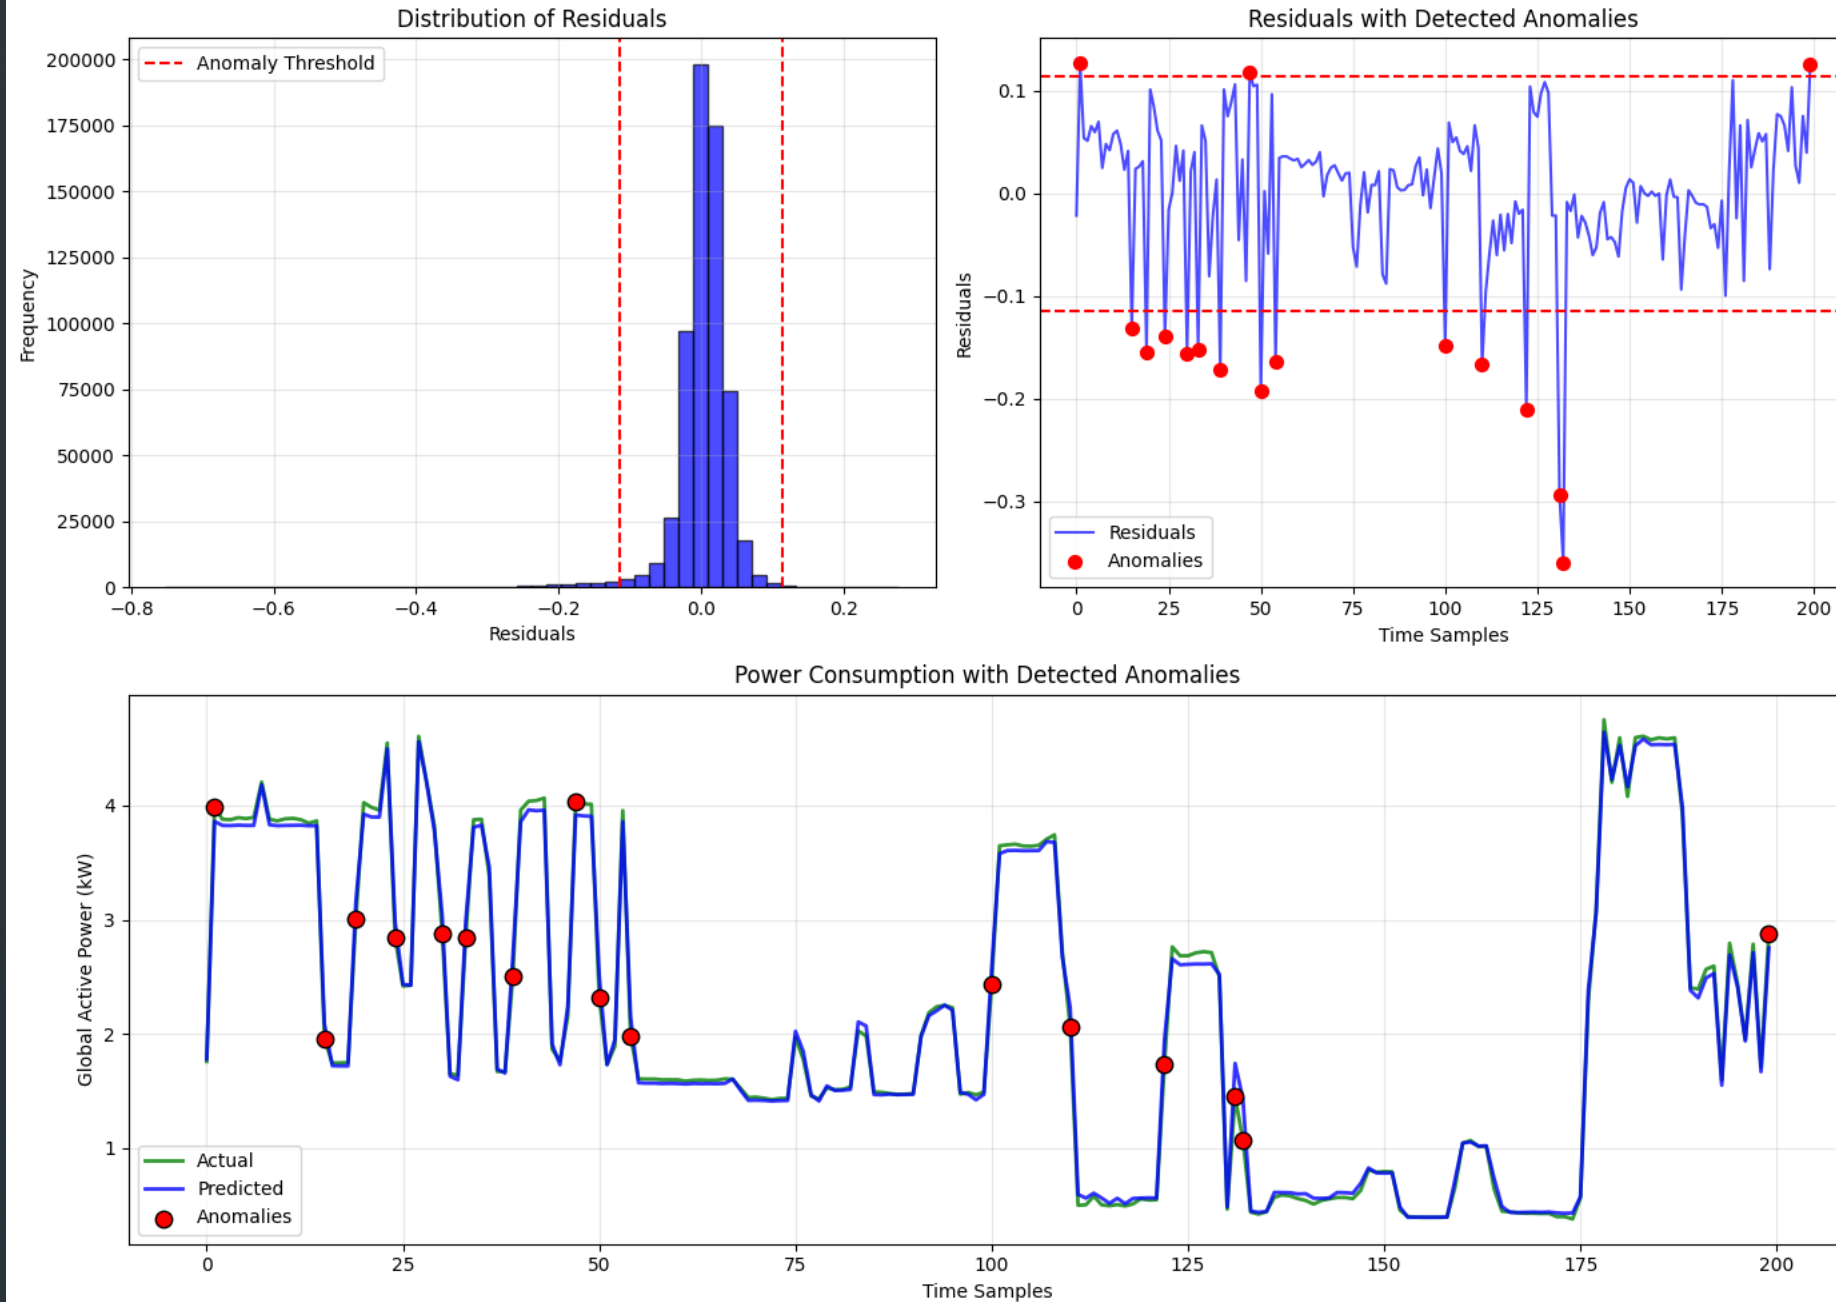 Distribution of Residuals
Anomaly Threshold
200000
175000
150000
125000
100000
75000
50000
25000
0
Frequency
−0.8 −0.6 −0.4 −0.2 0.0 0.2
Residuals
Residuals with Detected Anomalies
0.1
0.0
−0.1
−0.2
−0.3
Residuals
Residuals
Anomalies
0 25 50 75 100 125 150 175 200
Time Samples
Power Consumption with Detected Anomalies
4
3
2
1
Global Active Power (kW)
Actual
Predicted
Anomalies
0 25 50 75 100 125 150 175 200
Time Samples